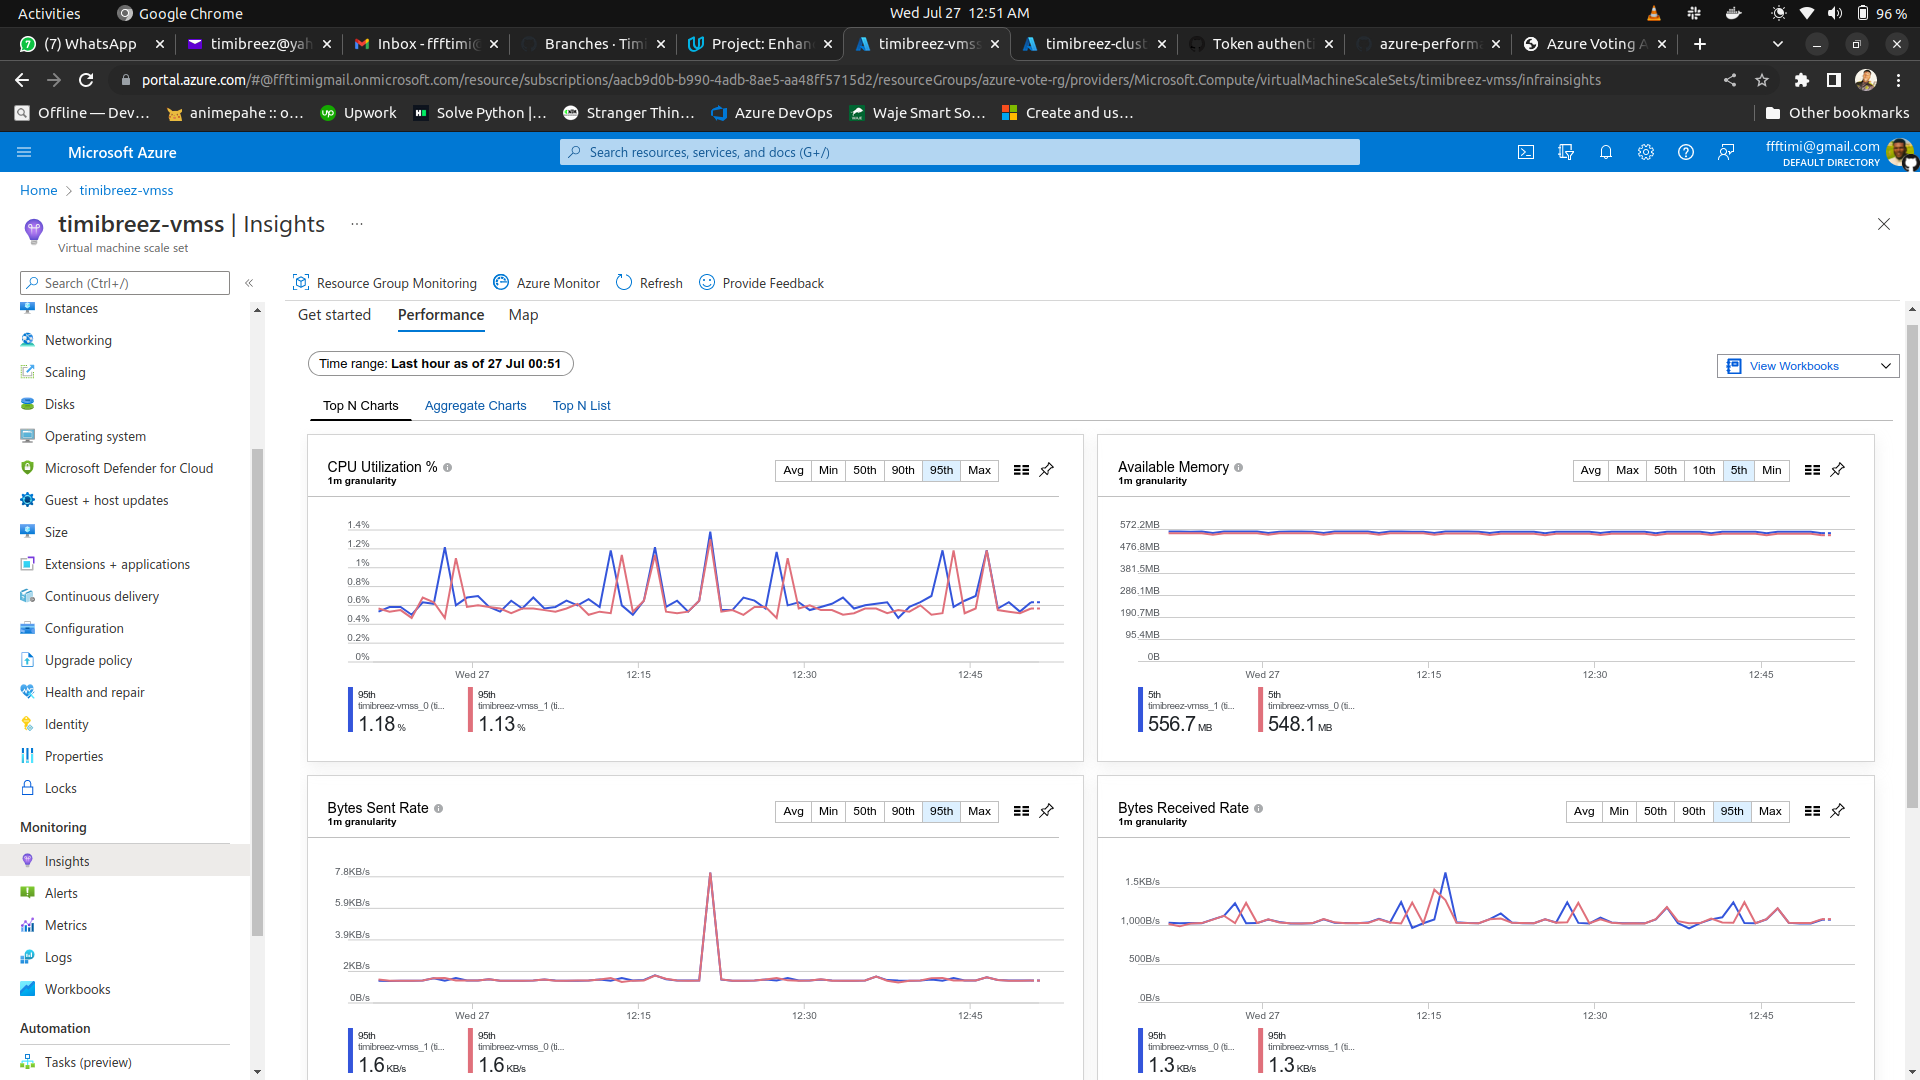 Activities
Google Chrome
Wed Jul 27 12:51 AM
96 %
(7) WhatsApp
timibreez@yah
Inbox - ffftimi@
Branches · Timi
Project: Enhan
timibreez-vmss
timibreez-clust
Token authenti
azure-performa
Azure Voting A
portal.azure.com/#@ffftimigmail.onmicrosoft.com/resource/subscriptions/aacb9d0b-b990-4adb-8ae5-aa48ff5715d2/resourceGroups/azure-vote-rg/providers/Microsoft.Compute/virtualMachineScaleSets/timibreez-vmss/infrainsights
Offline — Dev…
animepahe :: o…
Upwork
Solve Python |…
Stranger Thin…
Azure DevOps
Waje Smart So…
Create and us…
Other bookmarks
Microsoft Azure
Search resources, services, and docs (G+/)
ffftimi@gmail.com
DEFAULT DIRECTORY
Home > timibreez-vmss
timibreez-vmss | Insights ...
Virtual machine scale set
Search (Ctrl+/)
Instances
Networking
Scaling
Disks
Operating system
Microsoft Defender for Cloud
Guest + host updates
Size
Extensions + applications
Continuous delivery
Configuration
Upgrade policy
Health and repair
Identity
Properties
Locks
Monitoring
Insights
Alerts
Metrics
Logs
Workbooks
Automation
Tasks (preview)
Resource Group Monitoring
Azure Monitor
Refresh
Provide Feedback
Get started
Performance
Map
Time range: Last hour as of 27 Jul 00:51
View Workbooks
Top N Charts
Aggregate Charts
Top N List
CPU Utilization %
1m granularity
Avg Min 50th 90th 95th Max
1.4%
1.2%
1%
0.8%
0.6%
0.4%
0.2%
0%
Wed 27 12:15 12:30 12:45
95th
timibreez-vmss_0 (ti...
1.18 %
95th
timibreez-vmss_1 (ti...
1.13 %
Available Memory
1m granularity
Avg Max 50th 10th 5th Min
572.2MB
476.8MB
381.5MB
286.1MB
190.7MB
95.4MB
0B
Wed 27 12:15 12:30 12:45
5th
timibreez-vmss_1 (ti...
556.7 MB
5th
timibreez-vmss_0 (ti...
548.1 MB
Bytes Sent Rate
1m granularity
Avg Min 50th 90th 95th Max
7.8KB/s
5.9KB/s
3.9KB/s
2KB/s
0B/s
Wed 27 12:15 12:30 12:45
95th
timibreez-vmss_1 (ti...
1.6 KB/s
95th
timibreez-vmss_0 (ti...
1.6 KB/s
Bytes Received Rate
1m granularity
Avg Min 50th 90th 95th Max
1.5KB/s
1,000B/s
500B/s
0B/s
Wed 27 12:15 12:30 12:45
95th
timibreez-vmss_0 (ti...
1.3 KB/s
95th
timibreez-vmss_1 (ti...
1.3 KB/s